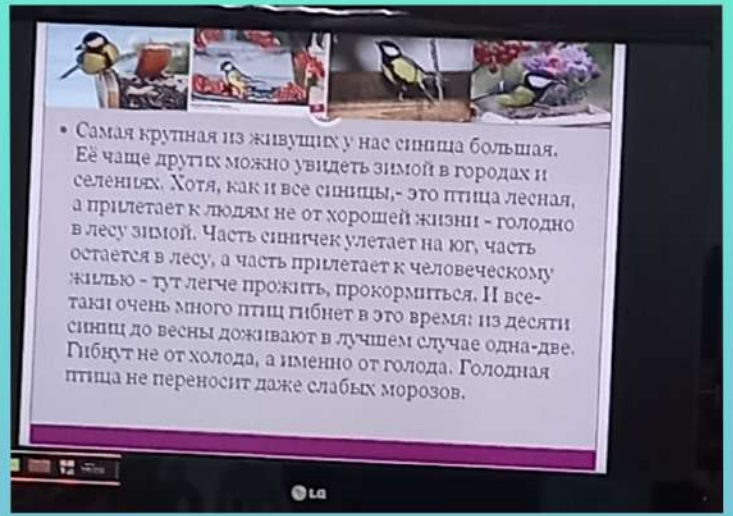 • Самая крупная из живущих у нас синица большая.
Её чаще других можно увидеть зимой в городах и
селениях. Хотя, как и все синицы,- это птица лесная,
а прилетает к людям не от хорошей жизни - голодно
в лесу зимой. Часть синичек улетает на юг, часть
остается в лесу, а часть прилетает к человеческому
жилью - тут легче прожить, прокормиться. И все-
таки очень много птиц гибнет в это время: из десяти
синиц до весны доживают в лучшем случае одна-две.
Гибнут не от холода, а именно от голода. Голодная
птица не переносит даже слабых морозов.
LG